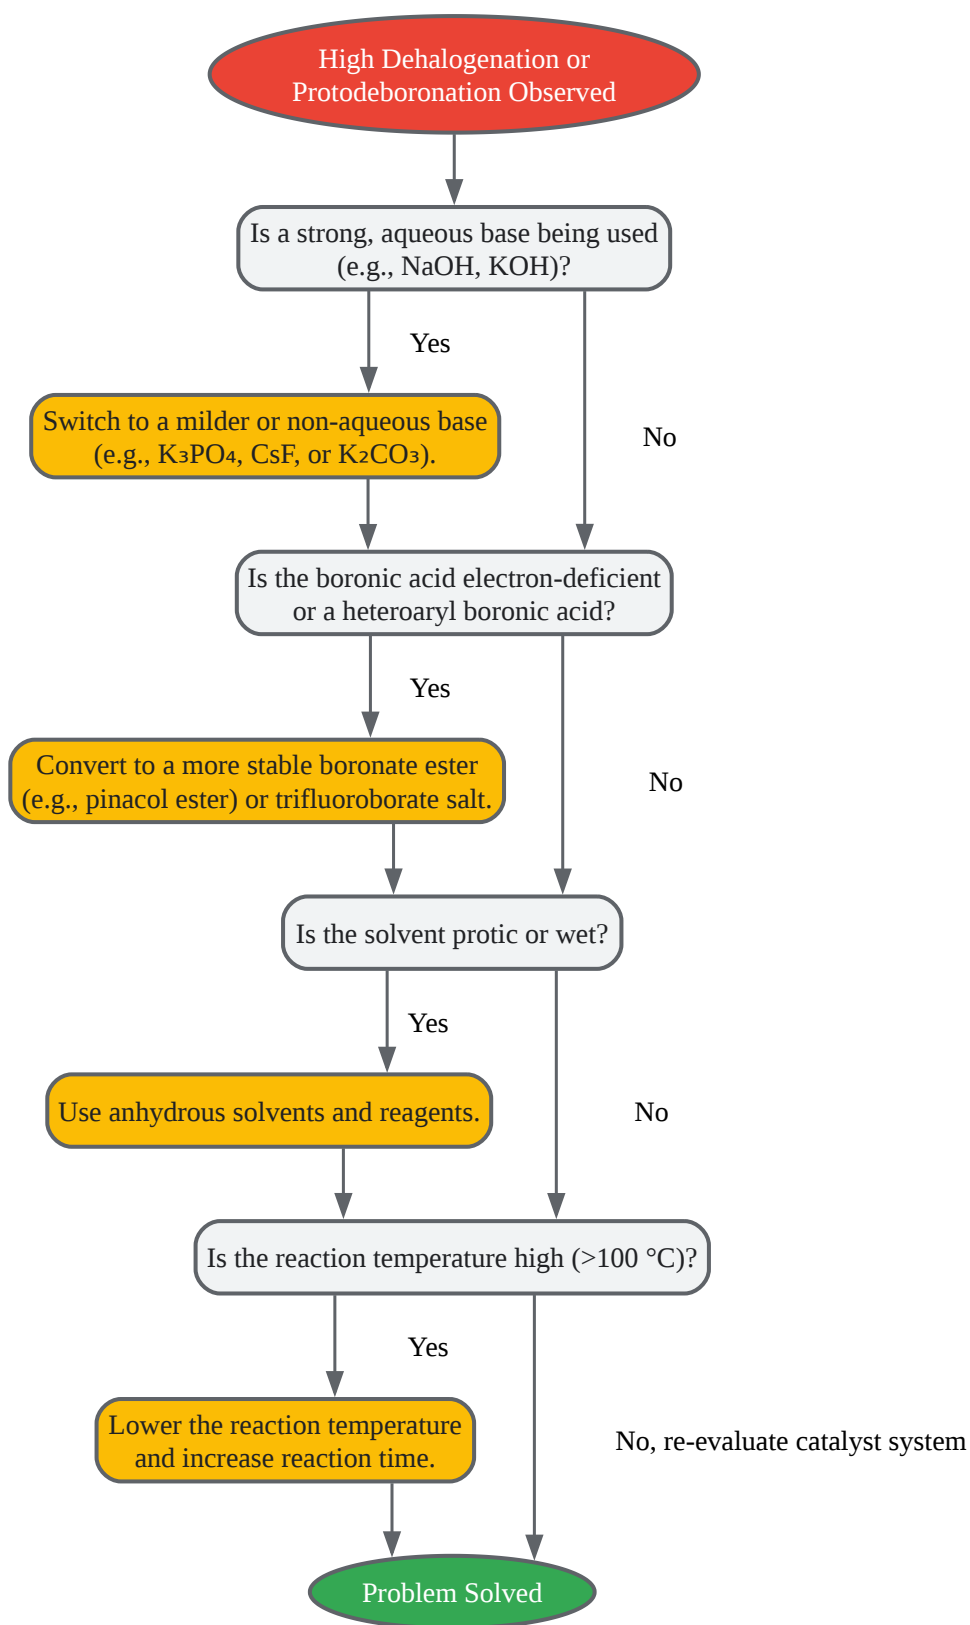 High Dehalogenation or
Protodeboronation Observed
Is a strong, aqueous base being used
(e.g., NaOH, KOH)?
Yes
Switch to a milder or non-aqueous base
(e.g., K₃PO₄, CsF, or K₂CO₃).
No
Is the boronic acid electron-deficient
or a heteroaryl boronic acid?
Yes
Convert to a more stable boronate ester
(e.g., pinacol ester) or trifluoroborate salt.
No
Is the solvent protic or wet?
Yes
Use anhydrous solvents and reagents.
No
Is the reaction temperature high (>100 °C)?
Yes
Lower the reaction temperature
and increase reaction time.
No, re-evaluate catalyst system
Problem Solved